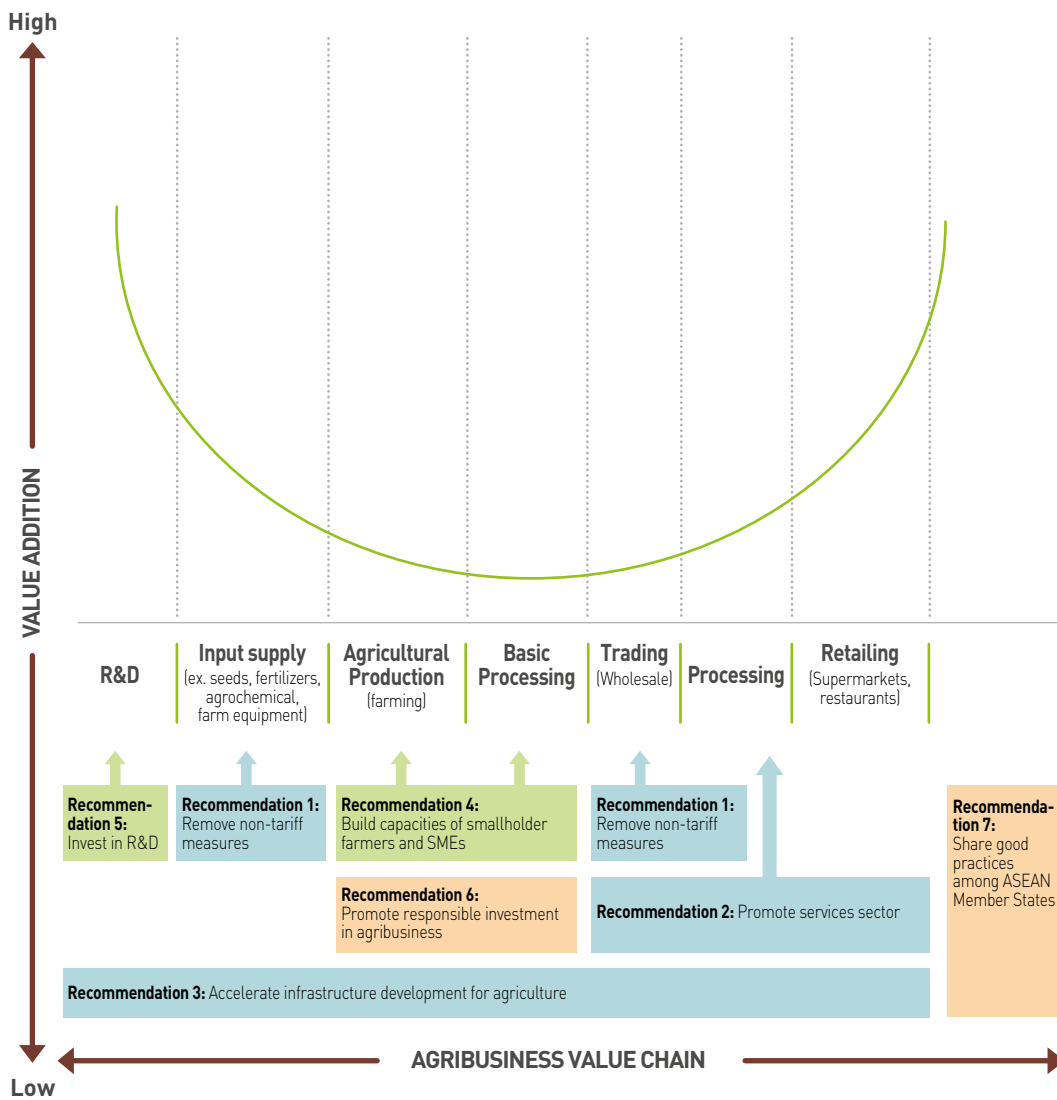 High
VALUE ADDITION
R&D
Input supply
(ex. seeds, fertilizers,
agrochemical,
farm equipment)
Agricultural
Production
(farming)
Basic
Processing
Trading
(Wholesale)
Processing
Retailing
(Supermarkets,
restaurants)
Recommen-
dation 5:
Invest in R&D
Recommendation 1:
Remove non-tariff
measures
Recommendation 4:
Build capacities of smallholder
farmers and SMEs
Recommendation 1:
Remove non-tariff
measures
Recommenda-
tion 7:
Share good
practices
among ASEAN
Member States
Recommendation 6:
Promote responsible investment
in agribusiness
Recommendation 2: Promote services sector
Recommendation 3: Accelerate infrastructure development for agriculture
AGRIBUSINESS VALUE CHAIN
Low